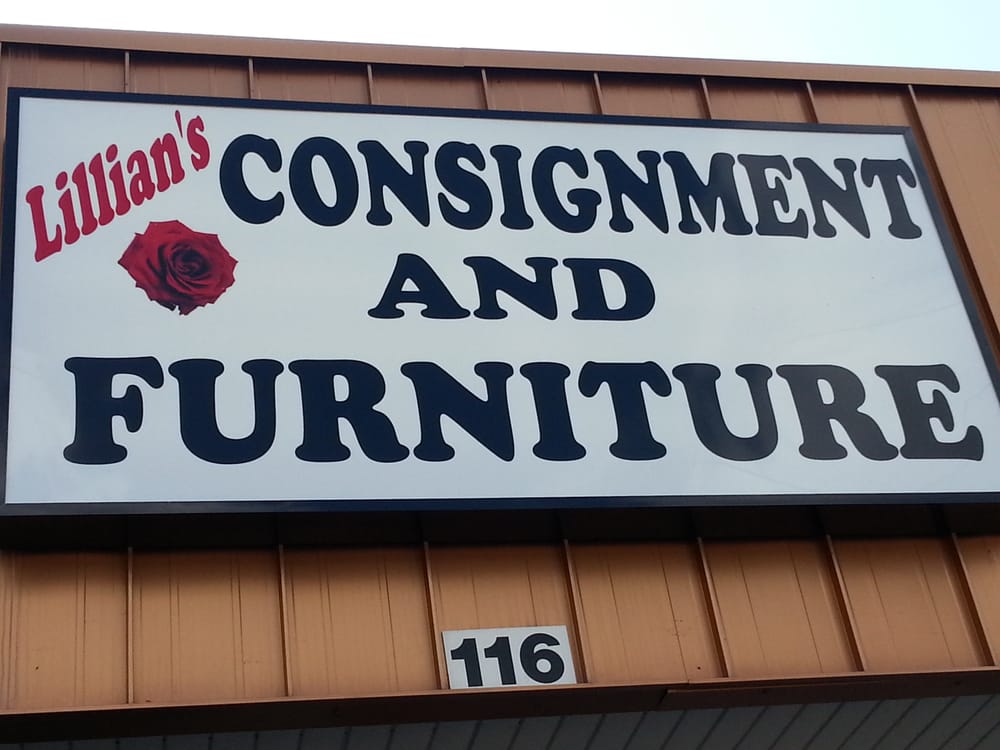 Lillian's CONSIGNMENT
AND
FURNITURE
116